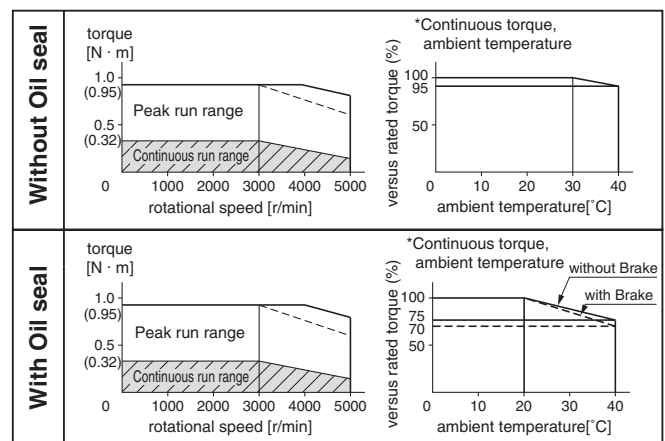 Without Oil seal
torque
[N · m]
1.0
(0.95)
0.5
(0.32)
Peak run range
Continuous run range
0 1000 2000 3000 4000 5000
rotational speed [r/min]
*Continuous torque,
ambient temperature
versus rated torque (%)
100
95
50
0 10 20 30 40
ambient temperature[˚C]
With Oil seal
torque
[N · m]
1.0
(0.95)
0.5
(0.32)
Peak run range
Continuous run range
0 1000 2000 3000 4000 5000
rotational speed [r/min]
*Continuous torque,
ambient temperature
without Brake
with Brake
versus rated torque (%)
100
75
70
50
0 10 20 30 40
ambient temperature[˚C]